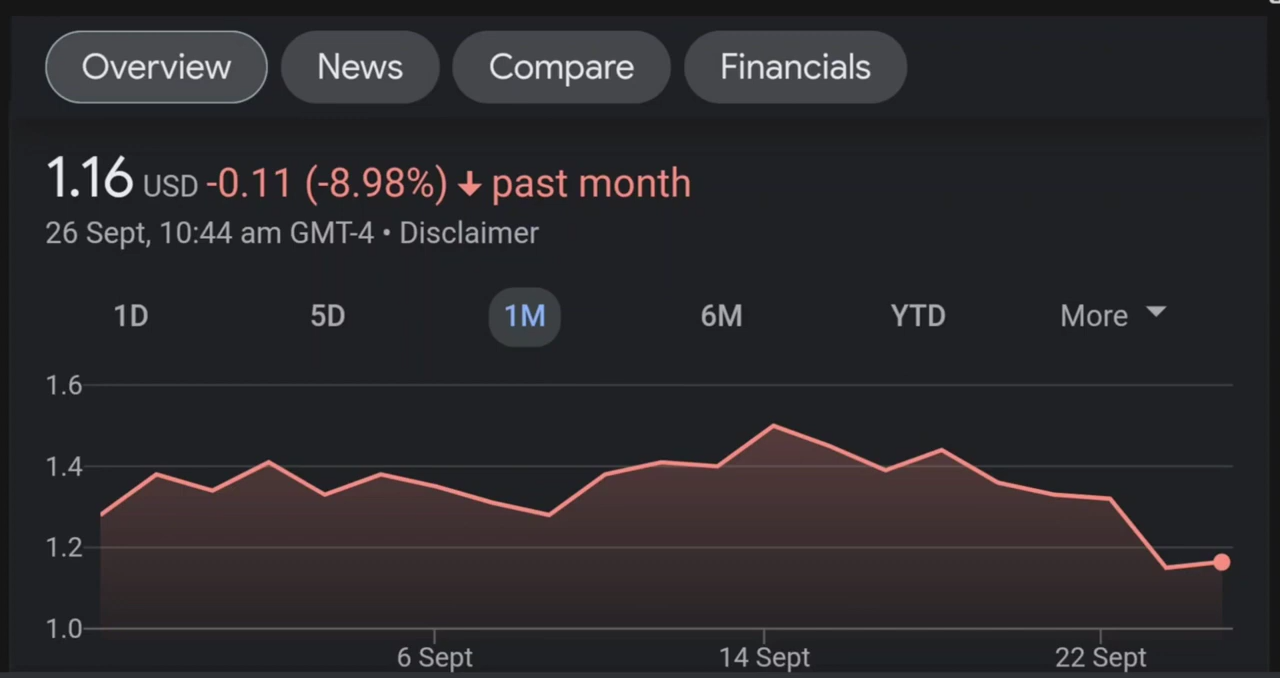 Overview News Compare Financials
1.16 USD -0.11 (-8.98%) ↓ past month
26 Sept, 10:44 am GMT-4 • Disclaimer
1D 5D 1M 6M YTD More
1.6
1.4
1.2
1.0
6 Sept 14 Sept 22 Sept